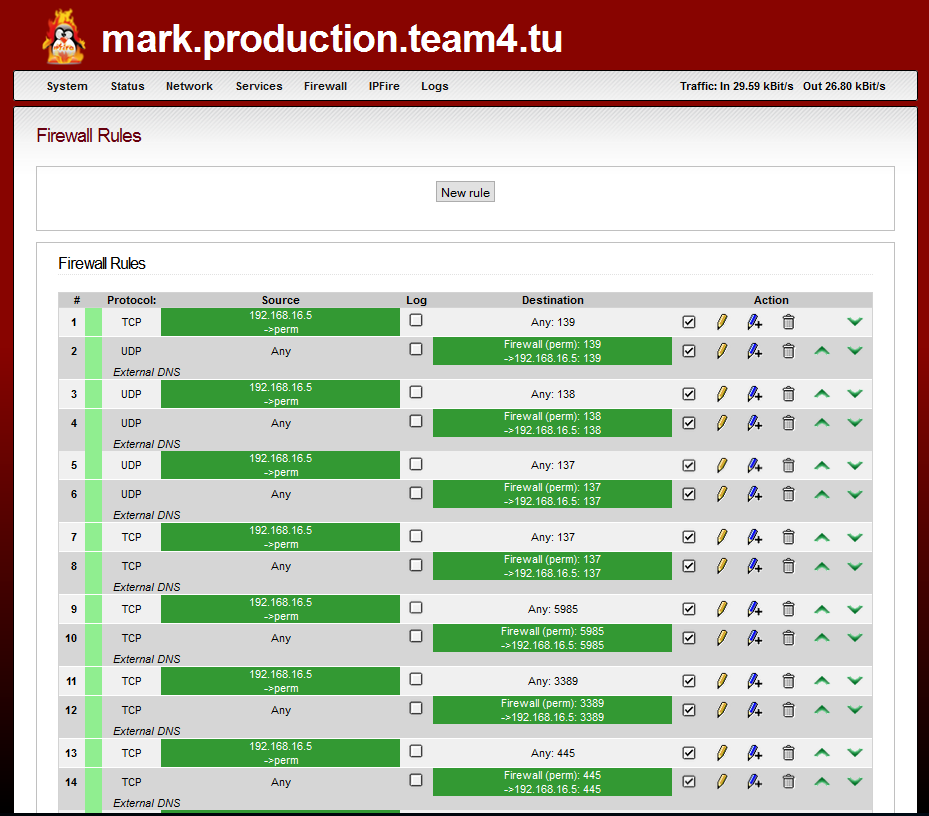 mark.production.team4.tu
System Status Network Services Firewall IPFire Logs Traffic: In 29.59 kBit/s Out 26.80 kBit/s
Firewall Rules
New rule
Firewall Rules
# Protocol: Source Log Destination Action
1 TCP 192.168.16.5 ->perm Any: 139
2 UDP Any Firewall (perm): 139 ->192.168.16.5: 139
External DNS
3 UDP 192.168.16.5 ->perm Any: 138
4 UDP Any Firewall (perm): 138 ->192.168.16.5: 138
External DNS
5 UDP 192.168.16.5 ->perm Any: 137
6 UDP Any Firewall (perm): 137 ->192.168.16.5: 137
External DNS
7 TCP 192.168.16.5 ->perm Any: 137
8 TCP Any Firewall (perm): 137 ->192.168.16.5: 137
External DNS
9 TCP 192.168.16.5 ->perm Any: 5985
10 TCP Any Firewall (perm): 5985 ->192.168.16.5: 5985
External DNS
11 TCP 192.168.16.5 ->perm Any: 3389
12 TCP Any Firewall (perm): 3389 ->192.168.16.5: 3389
External DNS
13 TCP 192.168.16.5 ->perm Any: 445
14 TCP Any Firewall (perm): 445 ->192.168.16.5: 445
External DNS